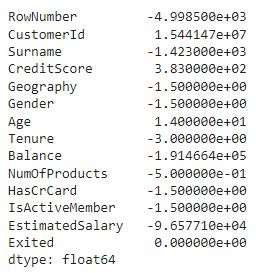 RowNumber -4.998500e+03
CustomerId 1.544147e+07
Surname -1.423000e+03
CreditScore 3.830000e+02
Geography -1.500000e+00
Gender -1.500000e+00
Age 1.400000e+01
Tenure -3.000000e+00
Balance -1.914664e+05
NumOfProducts -5.000000e-01
HasCrCard -1.500000e+00
IsActiveMember -1.500000e+00
EstimatedSalary -9.657710e+04
Exited 0.000000e+00
dtype: float64